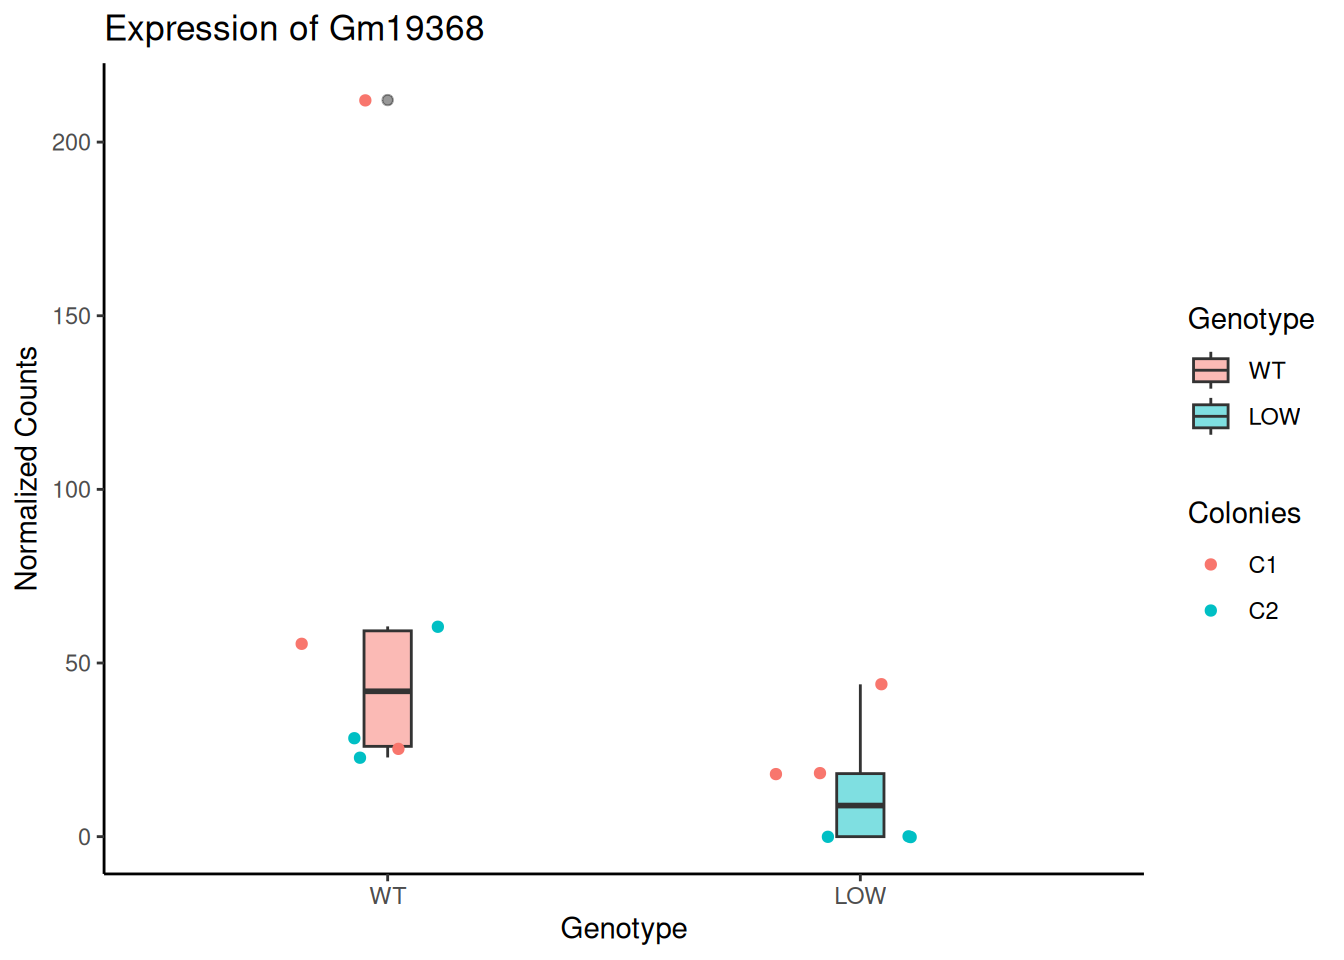 Expression of Gm19368
200
150
100
50
0
Normalized Counts
WT
LOW
Genotype
Genotype
WT
LOW
Colonies
C1
C2